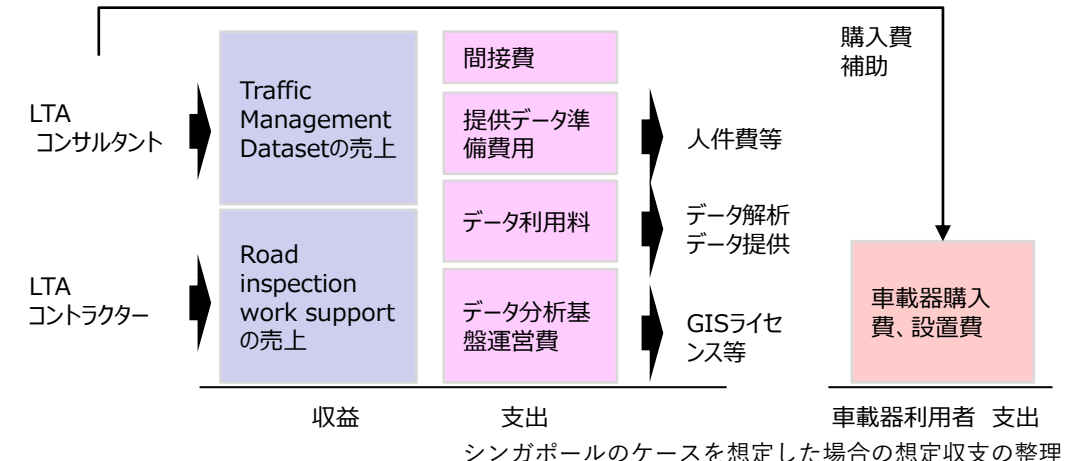 購入費
補助
LTA
コンサルタント
Traffic
Management
Datasetの売上
間接費
提供データ準
備費用
人件費等
データ利用料
データ解析
データ提供
LTA
コントラクター
Road
inspection
work support
の売上
データ分析基
盤運営費
GISライセ
ンス等
車載器購入
費、設置費
収益
支出
車載器利用者 支出
シンガポールのケースを想定した場合の想定収支の整理